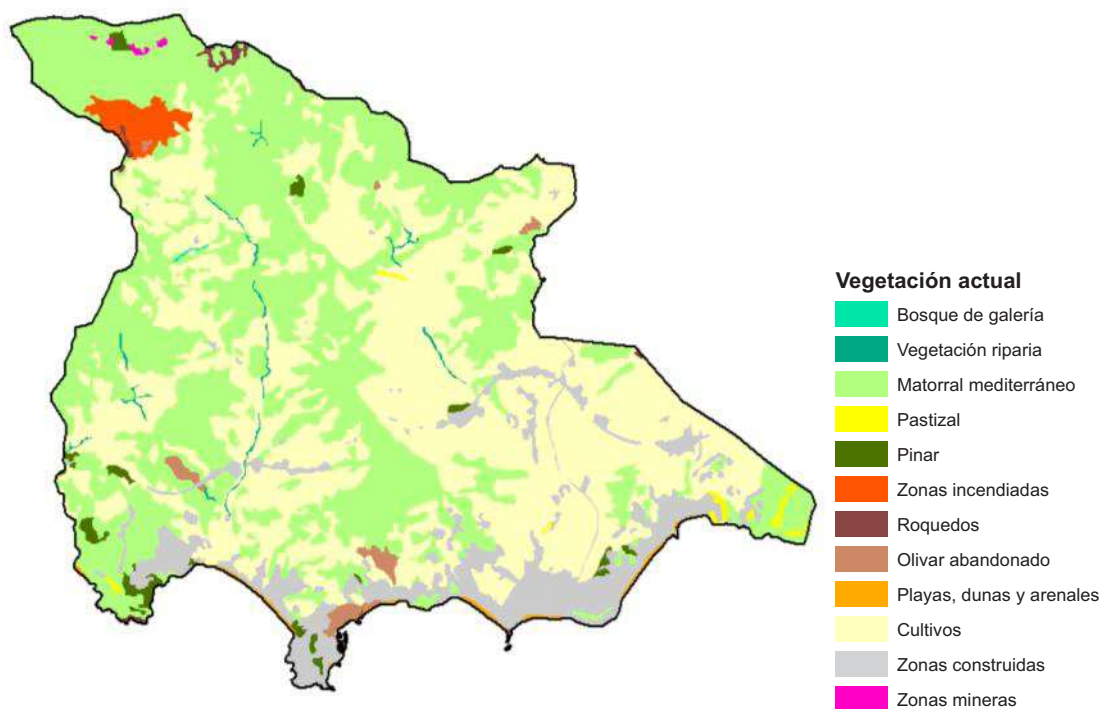 Vegetación actual
Bosque de galería
Vegetación riparia
Matorral mediterráneo
Pastizal
Pinar
Zonas incendiadas
Roquedos
Olivar abandonado
Playas, dunas y arenales
Cultivos
Zonas construidas
Zonas mineras